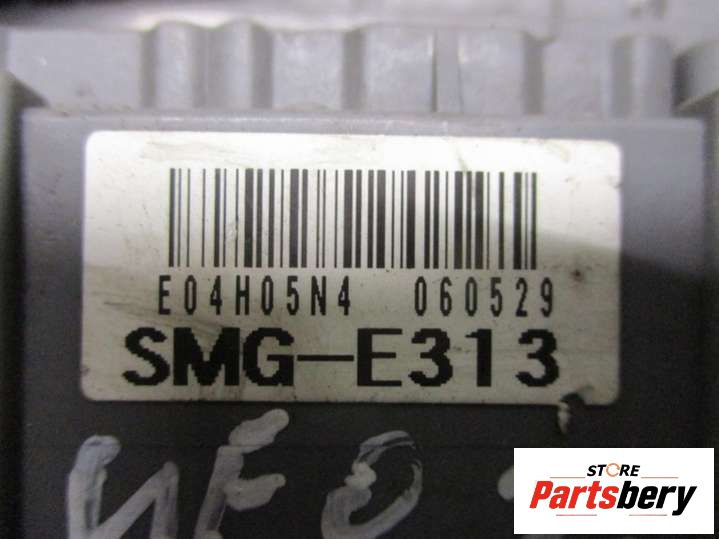 E04H05N4 060529
SMG-E313
STORE
Partsbery